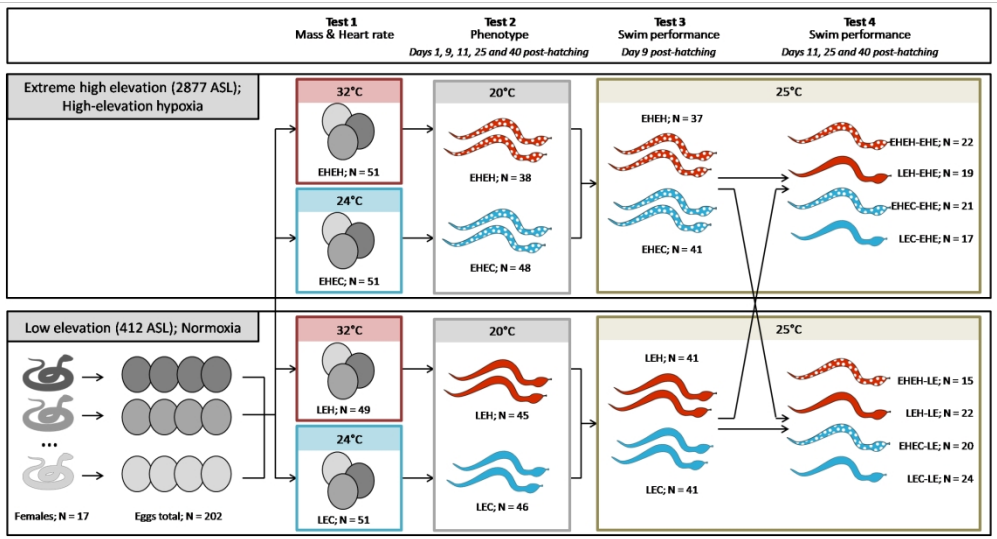 Test 1
Mass & Heart rate
Test 2
Phenotype
Days 1, 9, 11, 25 and 40 post-hatching
Test 3
Swim performance
Day 9 post-hatching
Test 4
Swim performance
Days 11, 25 and 40 post-hatching
Extreme high elevation (2877 ASL);
High-elevation hypoxia
32°C
EHEH; N = 51
24°C
EHEC; N = 51
20°C
EHEH; N = 38
EHEC; N = 48
25°C
EHEH; N = 37
EHEC; N = 41
EHEH-EHE; N = 22
LEH-EHE; N = 19
EHEC-EHE; N = 21
LEC-EHE; N = 17
Low elevation (412 ASL); Normoxia
...
Females; N = 17
Eggs total; N = 202
32°C
LEH; N = 49
24°C
LEC; N = 51
20°C
LEH; N = 45
LEC; N = 46
25°C
LEH; N = 41
LEC; N = 41
EHEH-LE; N = 15
LEH-LE; N = 22
EHEC-LE; N = 20
LEC-LE; N = 24